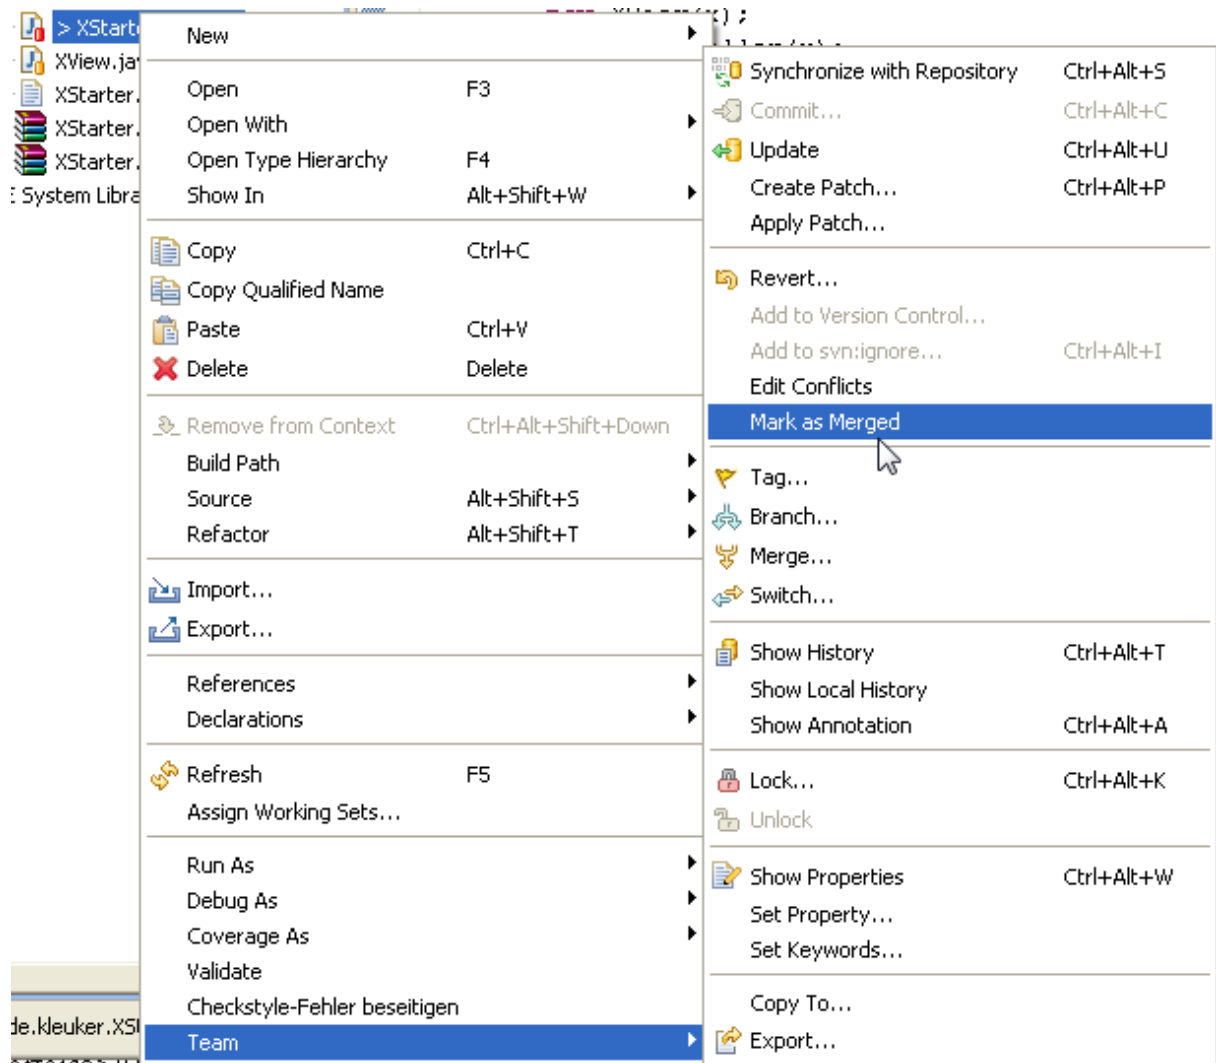 > XStart
XView.ja
XStarter.
XStarter.
XStarter.
System Libra
de.kleuker.XS
New
Open F3
Open With
Open Type Hierarchy F4
Show In Alt+Shift+W
Copy Ctrl+C
Copy Qualified Name
Paste Ctrl+V
Delete Delete
Remove from Context Ctrl+Alt+Shift+Down
Build Path
Source Alt+Shift+S
Refactor Alt+Shift+T
Import...
Export...
References
Declarations
Refresh F5
Assign Working Sets...
Run As
Debug As
Coverage As
Validate
Checkstyle-Fehler beseitigen
Team
Synchronize with Repository Ctrl+Alt+S
Commit... Ctrl+Alt+C
Update Ctrl+Alt+U
Create Patch... Ctrl+Alt+P
Apply Patch...
Revert...
Add to Version Control...
Add to svn:ignore... Ctrl+Alt+I
Edit Conflicts
Mark as Merged
Tag...
Branch...
Merge...
Switch...
Show History Ctrl+Alt+T
Show Local History
Show Annotation Ctrl+Alt+A
Lock... Ctrl+Alt+K
Unlock
Show Properties Ctrl+Alt+W
Set Property...
Set Keywords...
Copy To...
Export...